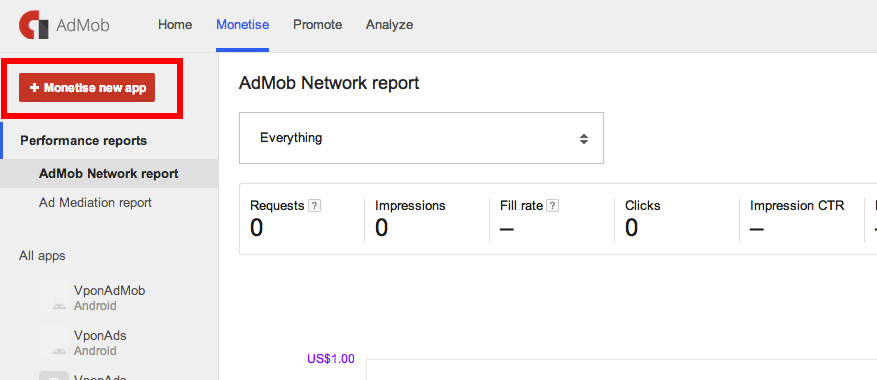 AdMob
Home Monetise Promote Analyze
+ Monetise new app
Performance reports
AdMob Network report
Ad Mediation report
All apps
VponAdMob
Android
VponAds
Android
VponAds
AdMob Network report
Everything
Requests ? Impressions Fill rate ? Clicks Impression CTR
0 0 – 0 –
US$1.00